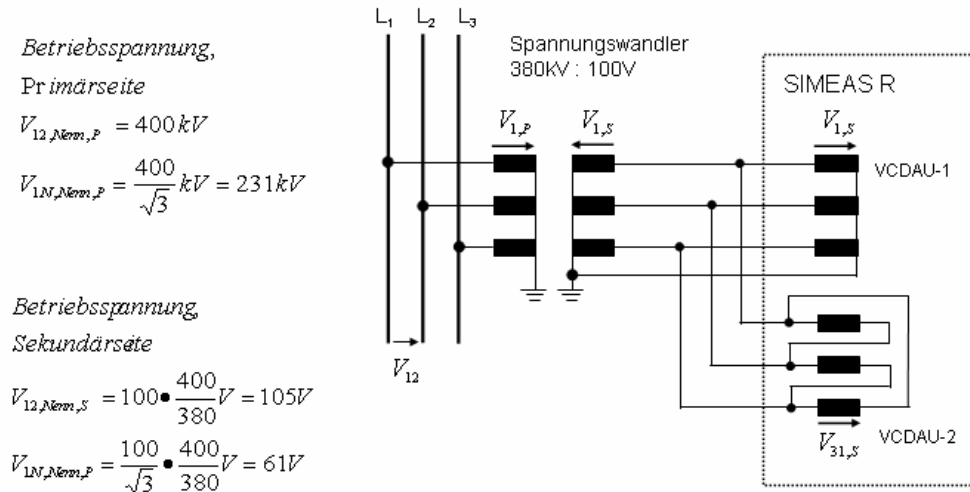 Betriebsspannung,
Primärseite
V12,Nenn,P = 400 kV
V1N,Nenn,P = 400/√3 kV = 231kV
Betriebsspannung,
Sekundärseite
V12,Nenn,S = 100 • 400/380 V = 105V
V1N,Nenn,P = 100/√3 • 400/380 V = 61V
L1 L2 L3
V12
Spannungswandler
380kV : 100V
V1,P V1,S
SIMEAS R
V1,S
VCDAU-1
V31,S
VCDAU-2